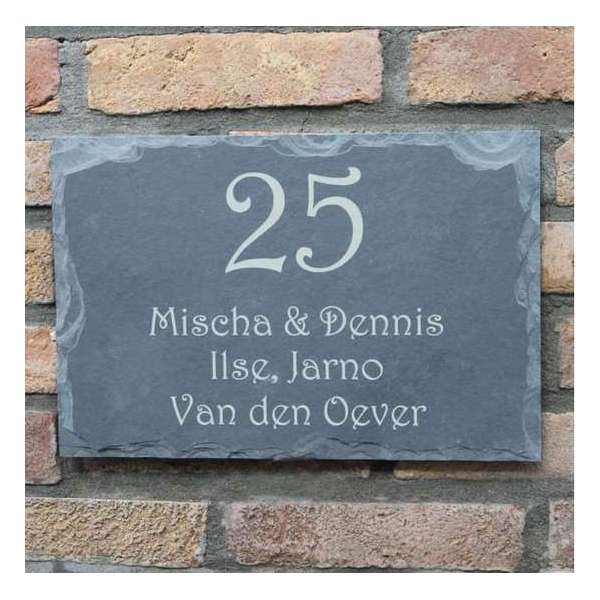 25
Mischa & Dennis
Ilse, Jarno
Van den Oever